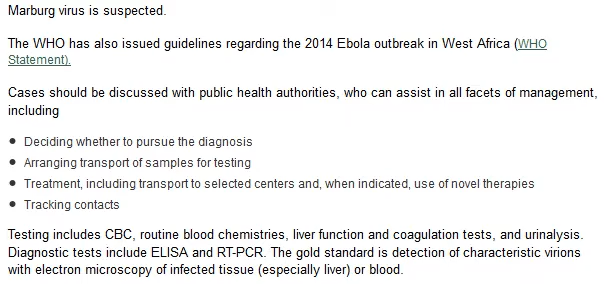 Marburg virus is suspected.
The WHO has also issued guidelines regarding the 2014 Ebola outbreak in West Africa (WHO
Statement).
Cases should be discussed with public health authorities, who can assist in all facets of management,
including
• Deciding whether to pursue the diagnosis
• Arranging transport of samples for testing
• Treatment, including transport to selected centers and, when indicated, use of novel therapies
• Tracking contacts
Testing includes CBC, routine blood chemistries, liver function and coagulation tests, and urinalysis.
Diagnostic tests include ELISA and RT-PCR. The gold standard is detection of characteristic virions
with electron microscopy of infected tissue (especially liver) or blood.